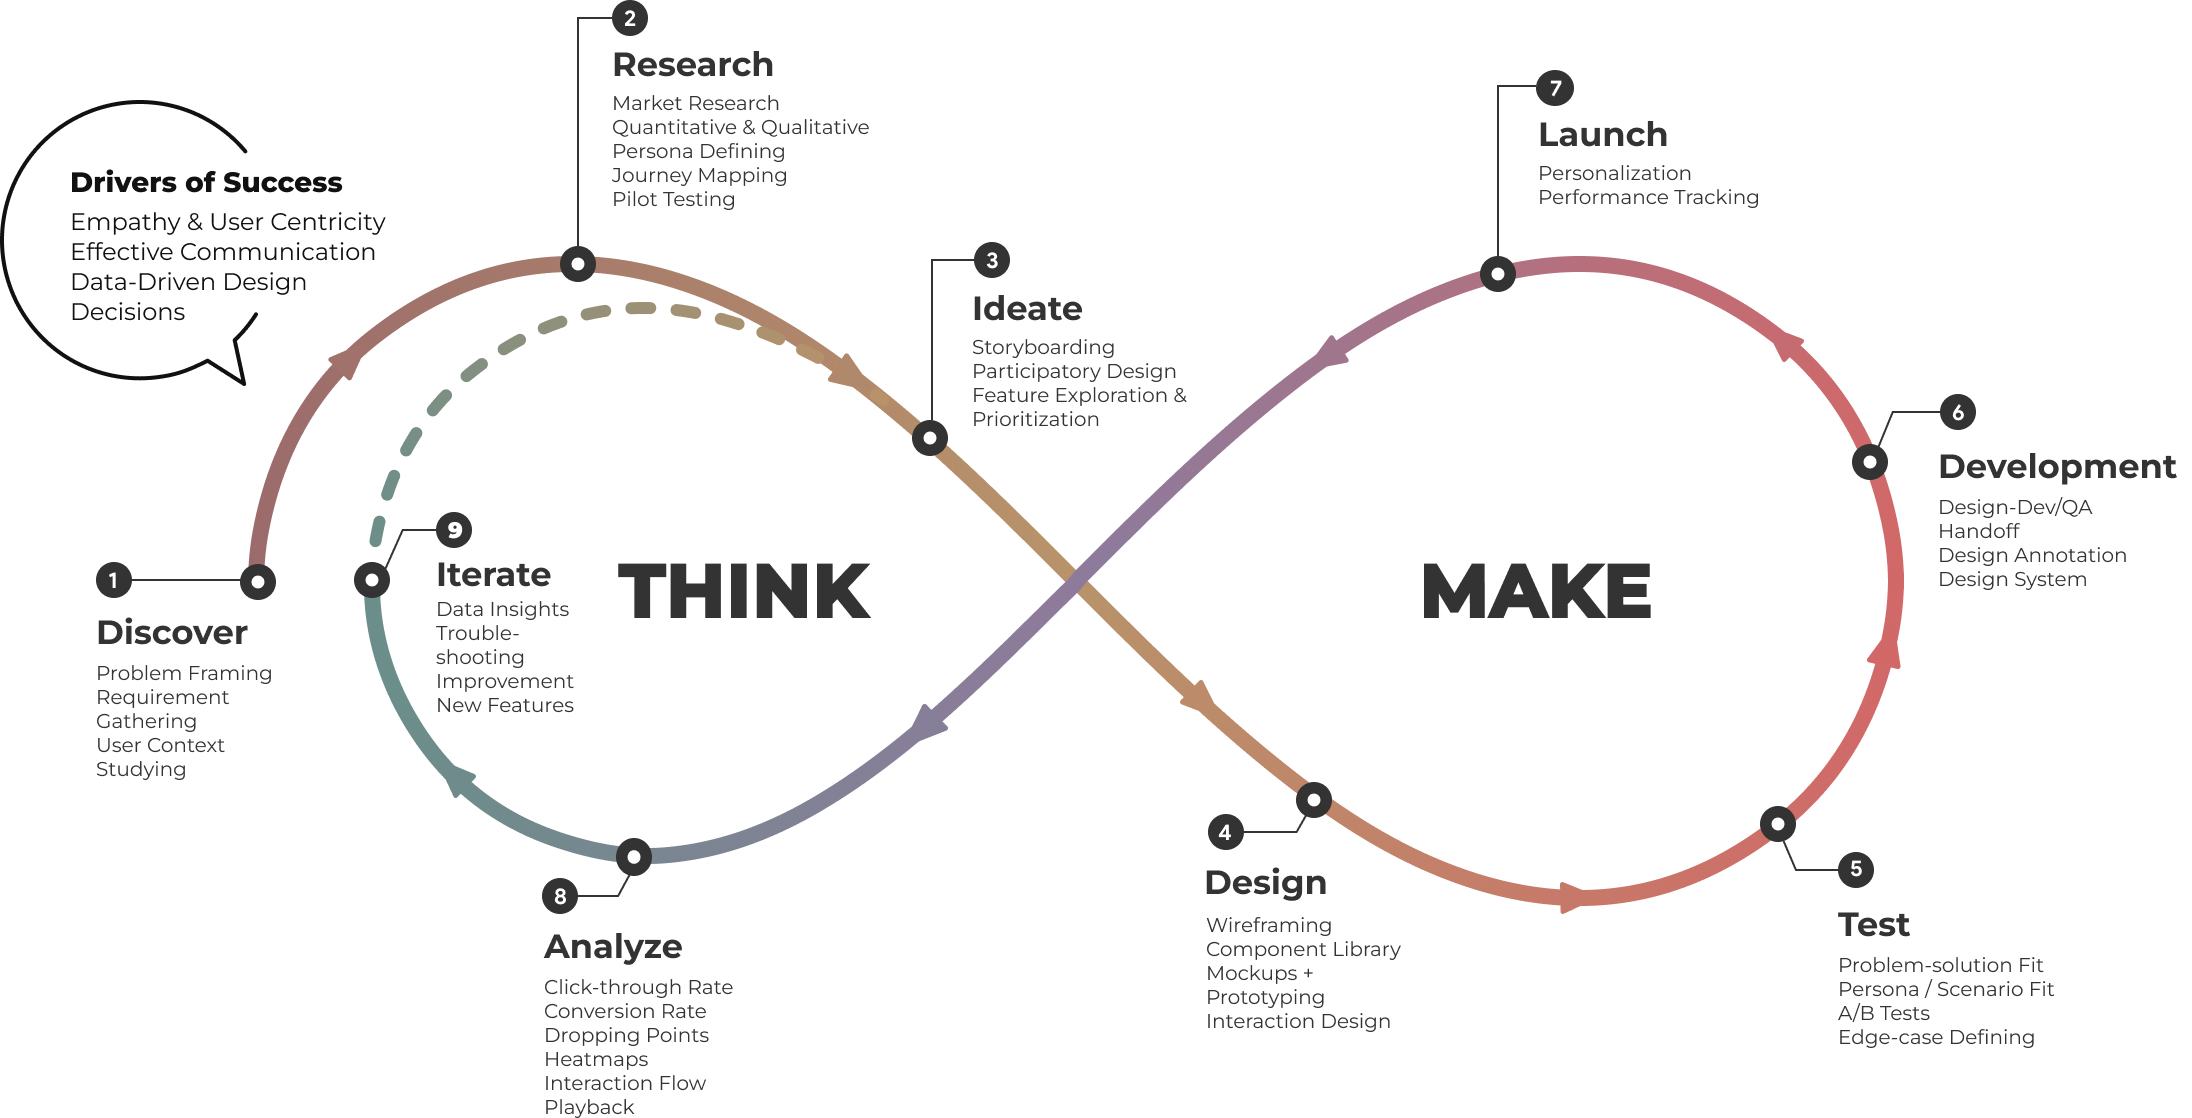 Drivers of Success
Empathy & User Centricity
Effective Communication
Data-Driven Design
Decisions
1
Discover
Problem Framing
Requirement
Gathering
User Context
Studying
2
Research
Market Research
Quantitative & Qualitative
Persona Defining
Journey Mapping
Pilot Testing
3
Ideate
Storyboarding
Participatory Design
Feature Exploration &
Prioritization
THINK
MAKE
4
Design
Wireframing
Component Library
Mockups +
Prototyping
Interaction Design
5
Test
Problem-solution Fit
Persona / Scenario Fit
A/B Tests
Edge-case Defining
6
Development
Design-Dev/QA
Handoff
Design Annotation
Design System
7
Launch
Personalization
Performance Tracking
8
Analyze
Click-through Rate
Conversion Rate
Dropping Points
Heatmaps
Interaction Flow
Playback
9
Iterate
Data Insights
Trouble-
shooting
Improvement
New Features